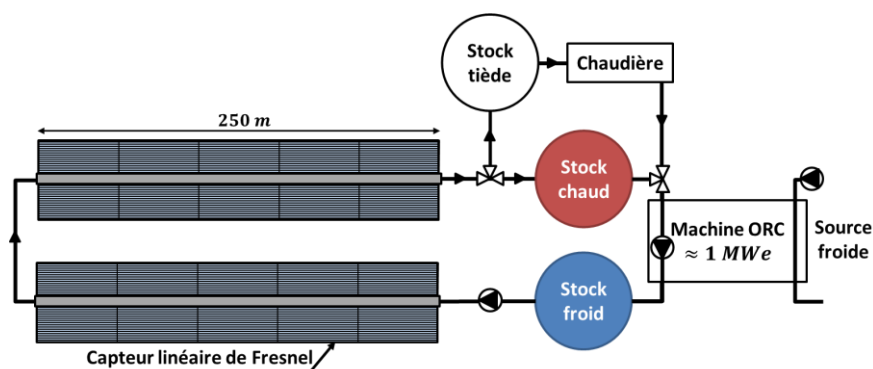 Stock
tiède
Chaudière
250 m
Stock
chaud
Machine ORC
≈ 1 MWe
Source
froide
Stock
froid
Capteur linéaire de Fresnel